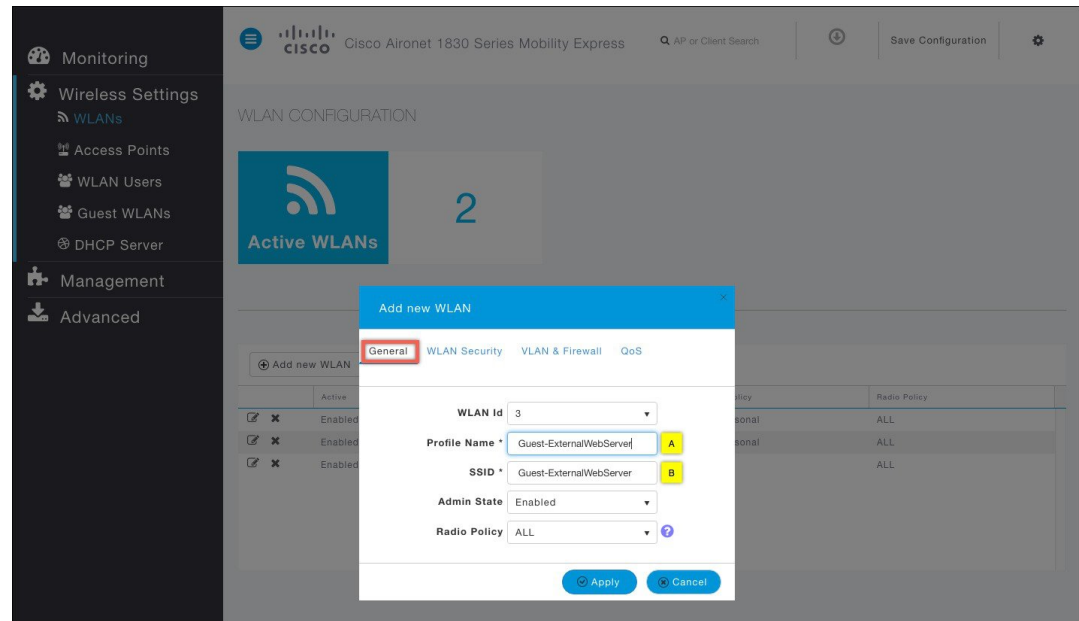 Monitoring
Wireless Settings
WLANs
Access Points
WLAN Users
Guest WLANs
DHCP Server
Management
Advanced
CISCO
Cisco Aironet 1830 Series Mobility Express
AP or Client Search
Save Configuration
WLAN CONFIGURATION
Active WLANs
2
Add new WLAN
Active
Radio Policy
Enabled
ALL
Enabled
ALL
Enabled
ALL
Add new WLAN
General WLAN Security VLAN & Firewall QoS
WLAN Id 3
Profile Name * Guest-ExternalWebServer A
SSID * Guest-ExternalWebServer B
Admin State Enabled
Radio Policy ALL ?
Apply Cancel